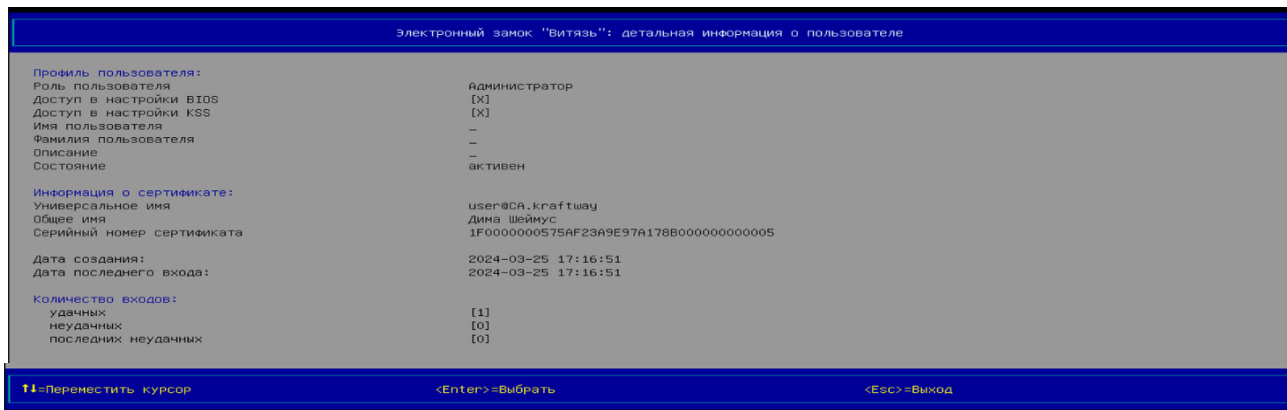 Электронный замок "Витязь": детальная информация о пользователе
Профиль пользователя:
Роль пользователя Администратор
Доступ в настройки BIOS [X]
Доступ в настройки KSS [X]
Имя пользователя _
Фамилия пользователя _
Описание _
Состояние активен
Информация о сертификате:
Универсальное имя user@CA.kraftway
Общее имя Дима Шеймус
Серийный номер сертификата 1F0000000575AF23A9E97A178B000000000005
Дата создания: 2024-03-25 17:16:51
Дата последнего входа: 2024-03-25 17:16:51
Количество входов:
удачных [1]
неудачных [0]
последних неудачных [0]
↑↓=Переместить курсор <Enter>=Выбрать <Esc>=Выход